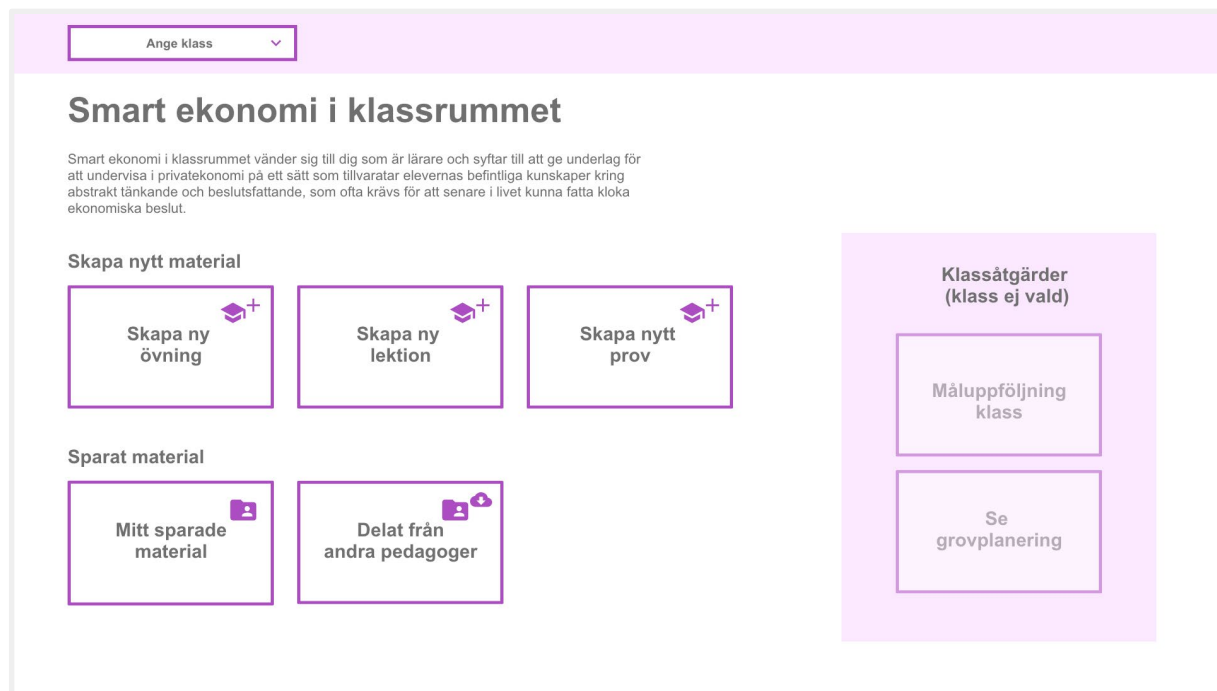 Ange klass
Smart ekonomi i klassrummet
Smart ekonomi i klassrummet vänder sig till dig som är lärare och syftar till att ge underlag för
att undervisa i privatekonomi på ett sätt som tillvaratar elevernas befintliga kunskaper kring
abstrakt tänkande och beslutsfattande, som ofta krävs för att senare i livet kunna fatta kloka
ekonomiska beslut.
Skapa nytt material
Skapa ny
övning
Skapa ny
lektion
Skapa nytt
prov
Sparat material
Mitt sparade
material
Delat från
andra pedagoger
Klassåtgärder
(klass ej vald)
Måluppföljning
klass
Se
grovplanering